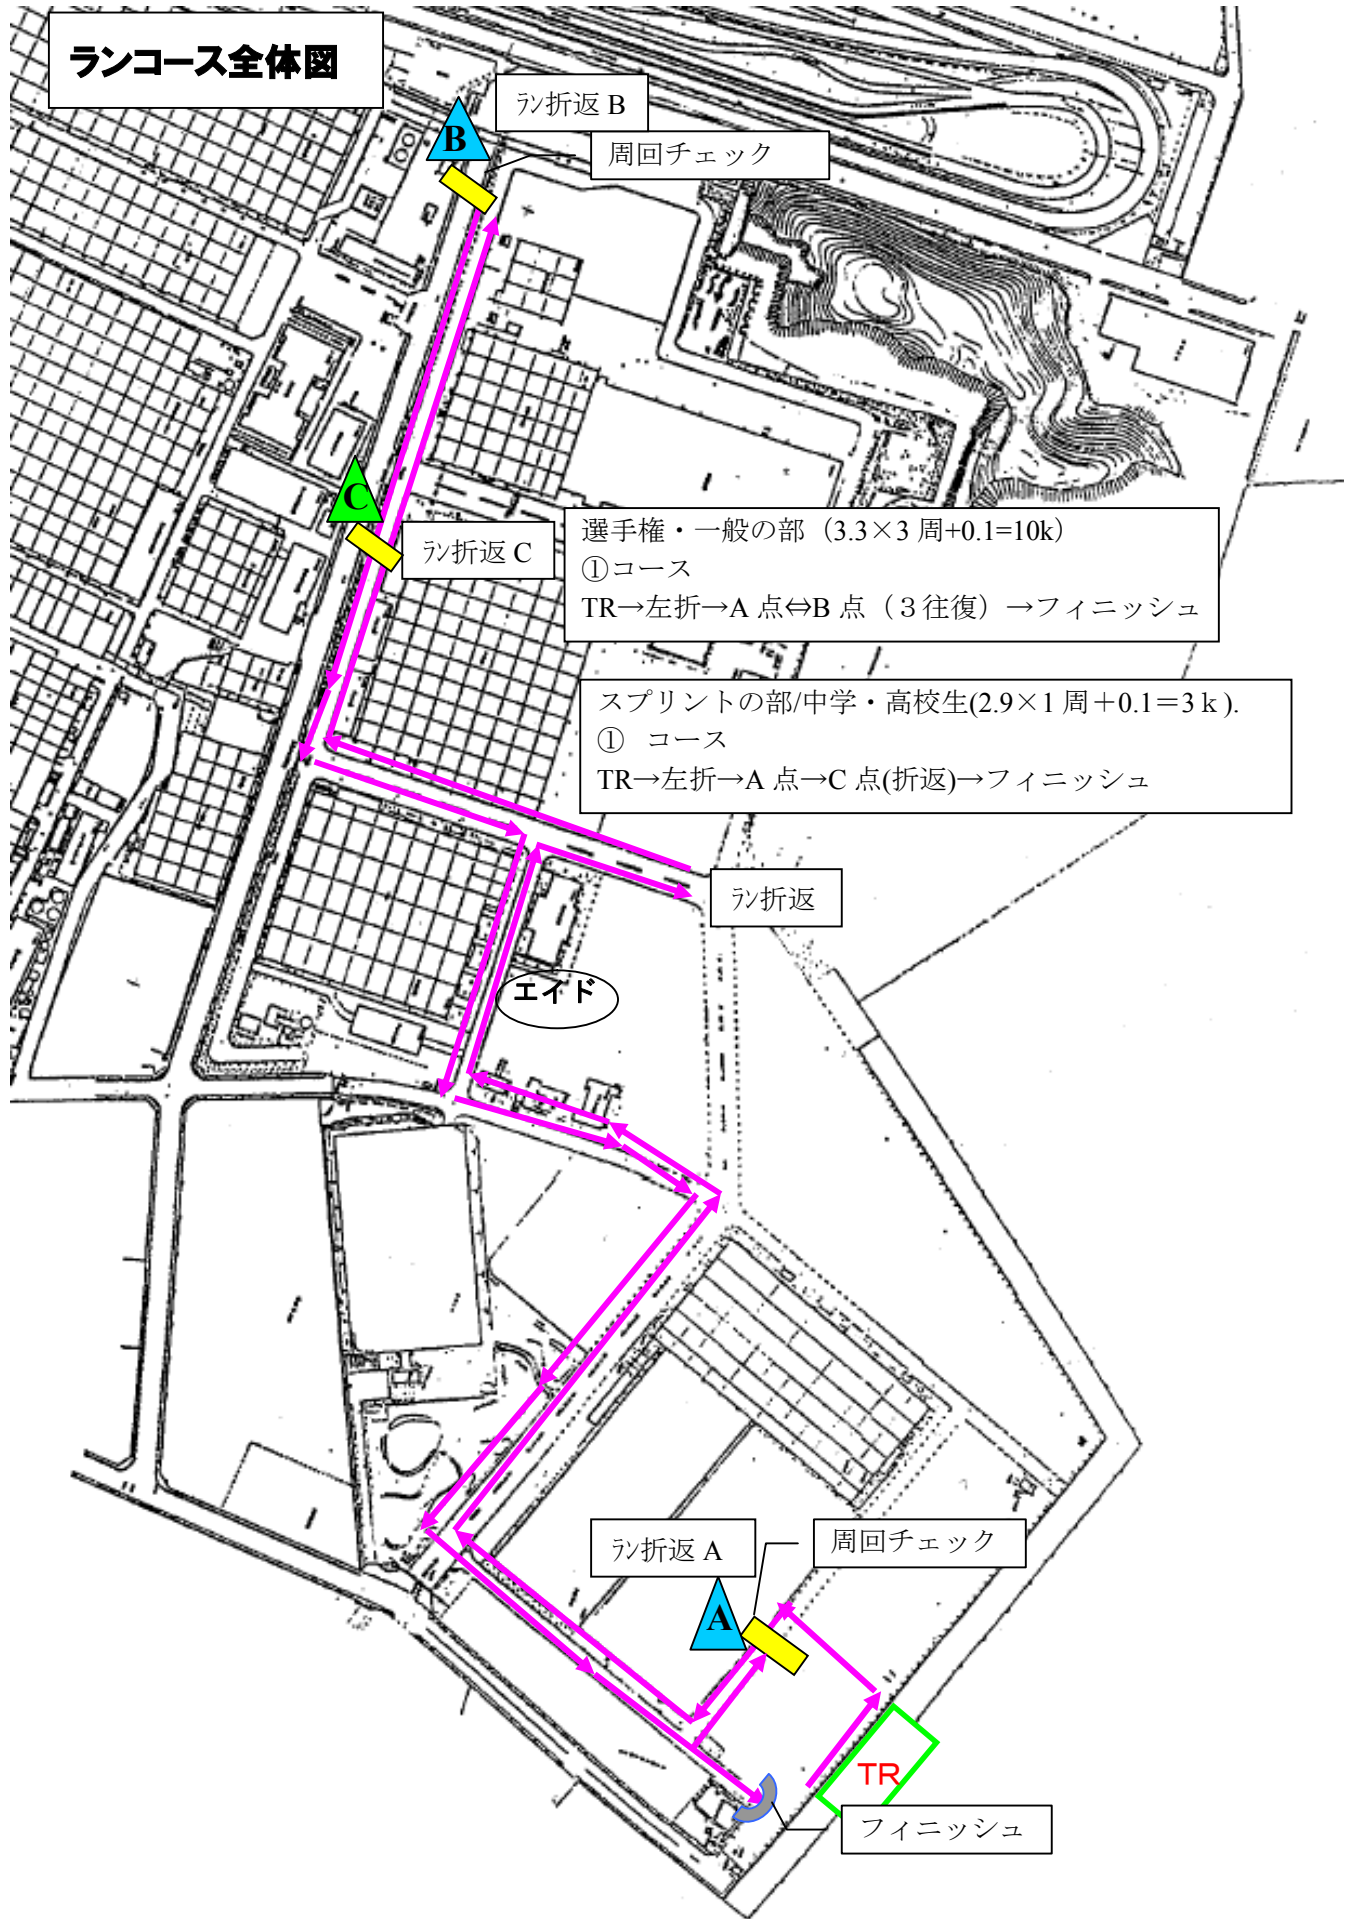 ランコース全体図
ﾗﾝ折返 B
B
周回チェック
C
ﾗﾝ折返 C
選手権・一般の部（3.3×3 周+0.1=10k）
①コース
TR→左折→A 点⇔B 点（３往復）→フィニッシュ
スプリントの部/中学・高校生(2.9×1 周＋0.1＝3ｋ).
①　コース
TR→左折→A 点→C 点(折返)→フィニッシュ
ﾗﾝ折返
エイド
ﾗﾝ折返 A
周回チェック
A
TR
フィニッシュ